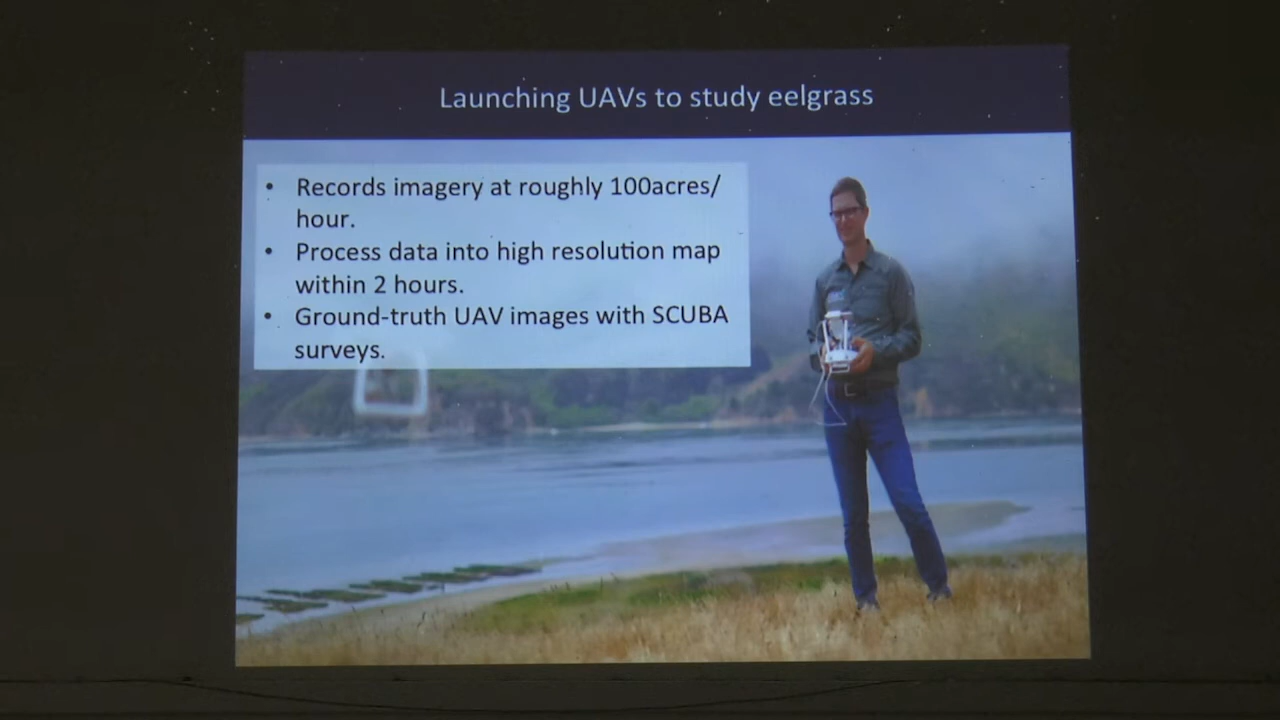 Launching UAVs to study eelgrass
• Records imagery at roughly 100acres/
hour.
• Process data into high resolution map
within 2 hours.
• Ground-truth UAV images with SCUBA
surveys.